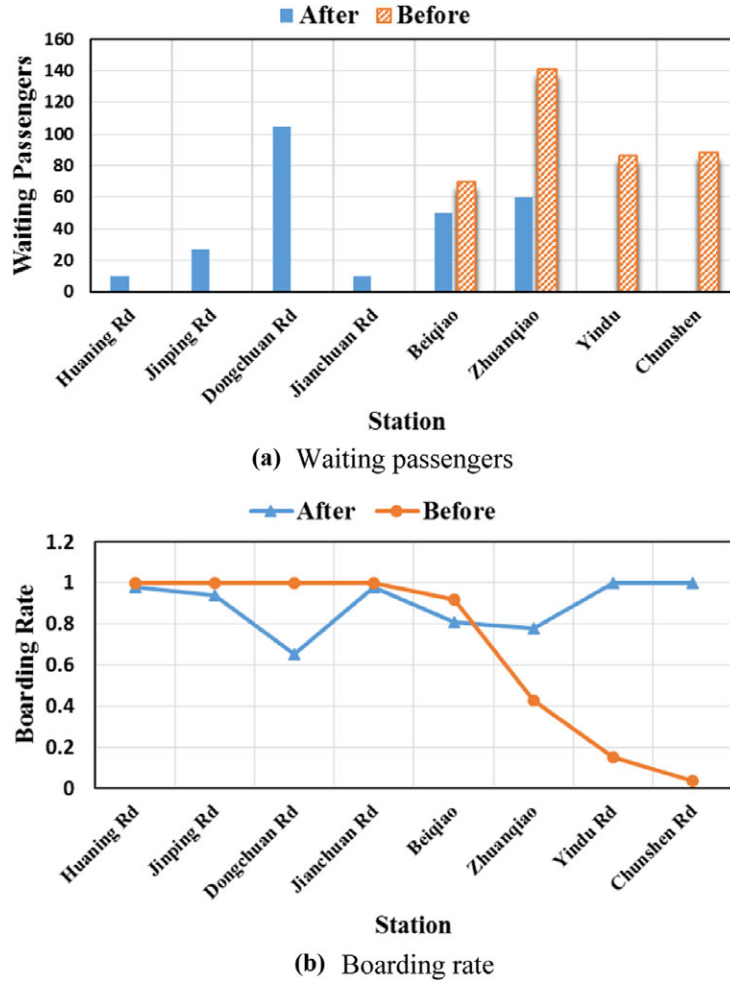 After Before
160
140
120
100
80
60
40
20
0
Waiting Passengers
Huaning Rd
Jinping Rd
Dongchuan Rd
Jianchuan Rd
Beiqiao
Zhuanqiao
Yindu
Chunshen
Station
(a) Waiting passengers
After Before
1.2
1
0.8
0.6
0.4
0.2
0
Boarding Rate
Huaning Rd
Jinping Rd
Dongchuan Rd
Jianchuan Rd
Beiqiao
Zhuanqiao
Yindu Rd
Chunshen Rd
Station
(b) Boarding rate